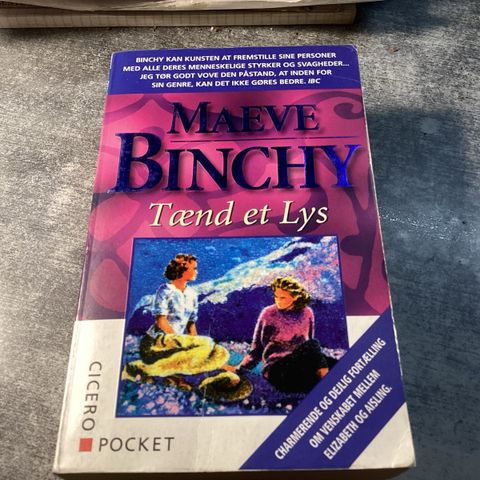 BINCHY KAN KUNSTEN AT FREMSTILLE SINE PERSONER
MED ALLE DERES MENNESKELIGE STYRKER OG SVAGHEDER...
JEG TØR GODT VOVE DEN PÅSTAND, AT INDEN FOR
SIN GENRE, KAN DET IKKE GØRES BEDRE. IBC
MAEVE
BINCHY
Tænd et Lys
CHARMERENDE OG DEJLIG FORTÆLLING
OM VENSKABET MELLEM
ELIZABETH OG AISLING.
CICERO
POCKET